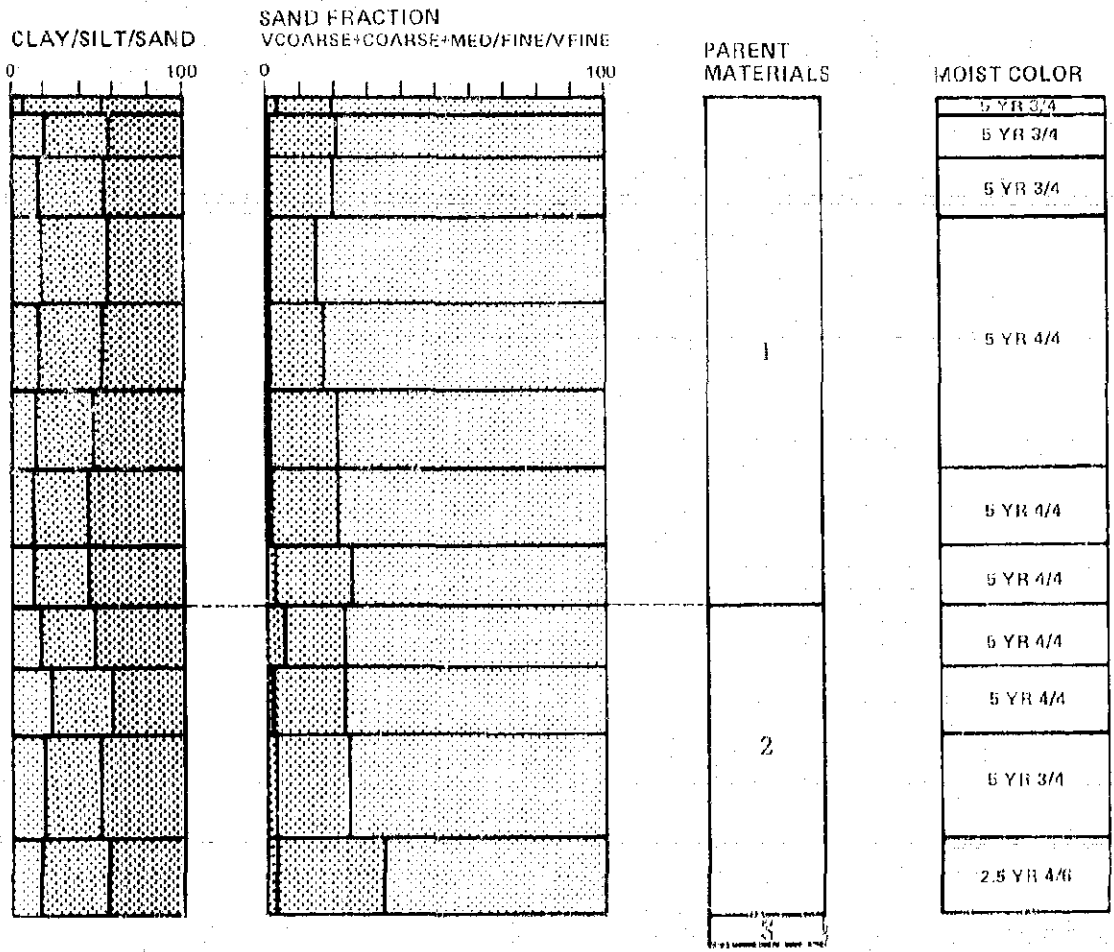 CLAY/SILT/SAND
0 100
SAND FRACTION
VCOARSE+COARSE+MED/FINE/VFINE
0 100
PARENT
MATERIALS
1
2
3
MOIST COLOR
5 YR 3/4
5 YR 3/4
5 YR 3/4
5 YR 4/4
5 YR 4/4
5 YR 4/4
5 YR 4/4
5 YR 4/4
5 YR 3/4
2.5 YR 4/6